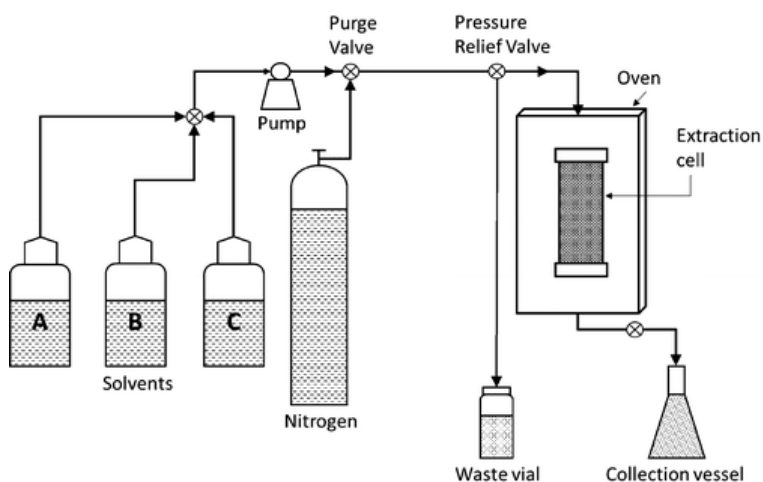 Purge
Valve
Pressure
Relief Valve
Oven
Pump
Extraction
cell
A
B
C
Solvents
Nitrogen
Waste vial
Collection vessel